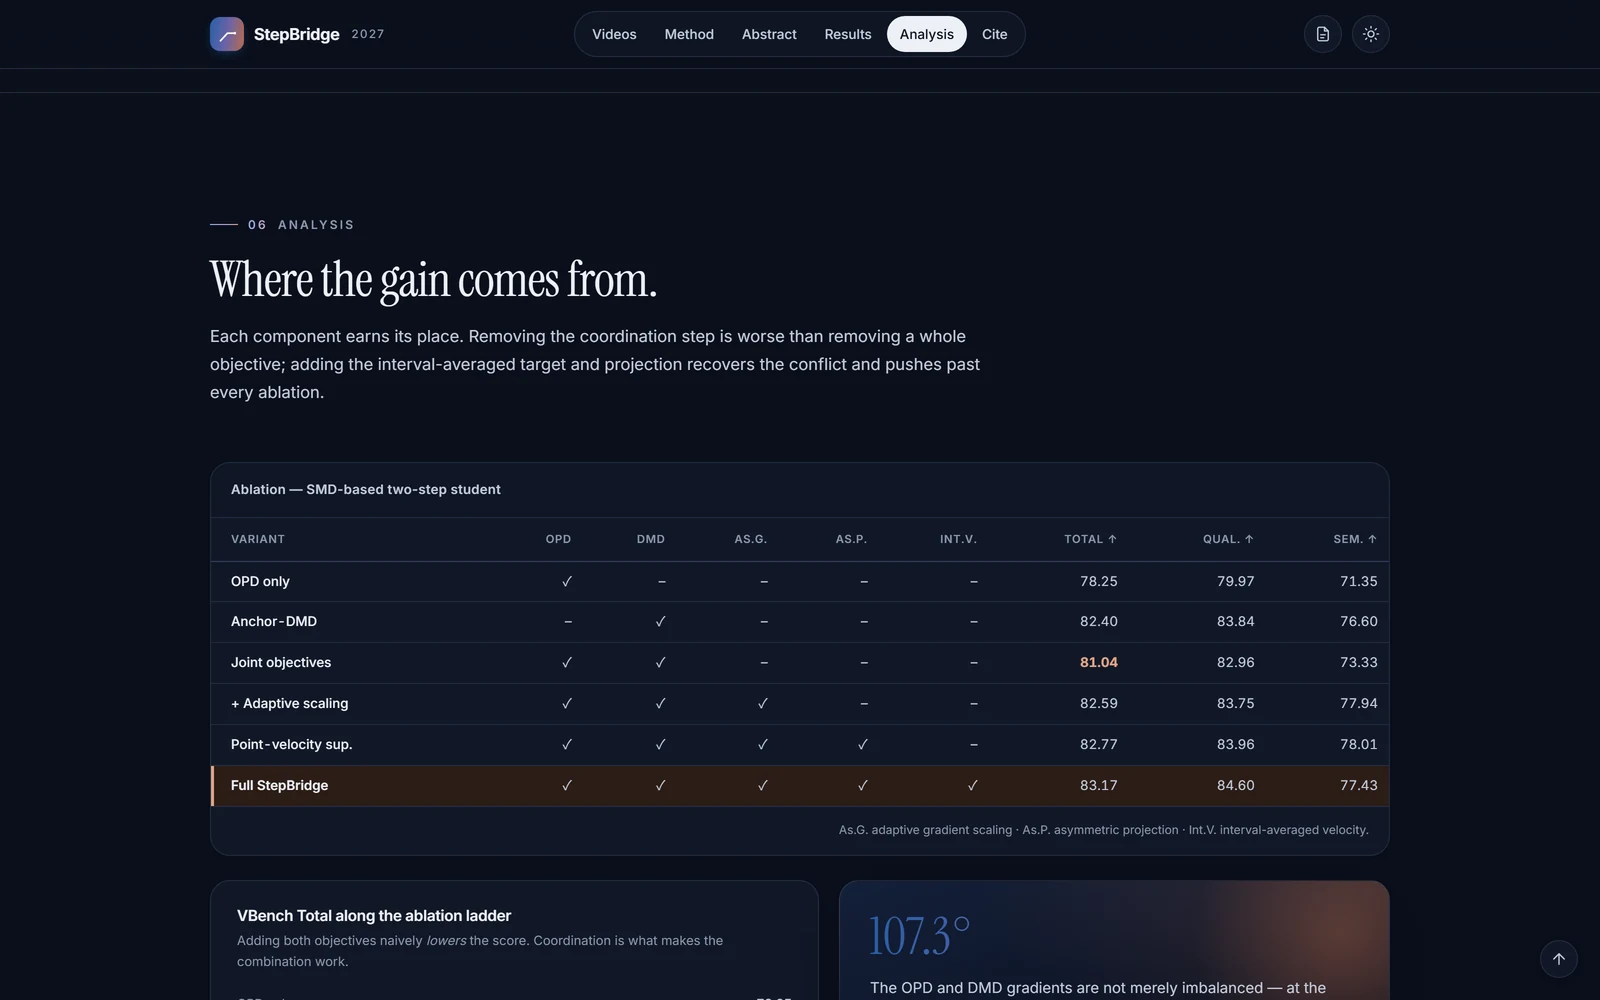 StepBridge 2027 Videos Method Abstract Results Analysis Cite
06 ANALYSIS
Where the gain comes from.
Each component earns its place. Removing the coordination step is worse than removing a whole
objective; adding the interval-averaged target and projection recovers the conflict and pushes past
every ablation.
Ablation — SMD-based two-step student
VARIANT OPD DMD AS.G. AS.P. INT.V. TOTAL ↑ QUAL. ↑ SEM. ↑
OPD only ✓ – – – – 78.25 79.97 71.35
Anchor-DMD – ✓ – – – 82.40 83.84 76.60
Joint objectives ✓ ✓ – – – 81.04 82.96 73.33
+ Adaptive scaling ✓ ✓ ✓ – – 82.59 83.75 77.94
Point-velocity sup. ✓ ✓ ✓ ✓ – 82.77 83.96 78.01
Full StepBridge ✓ ✓ ✓ ✓ ✓ 83.17 84.60 77.43
As.G. adaptive gradient scaling · As.P. asymmetric projection · Int.V. interval-averaged velocity.
VBench Total along the ablation ladder
Adding both objectives naively lowers the score. Coordination is what makes the
combination work.
107.3°
The OPD and DMD gradients are not merely imbalanced — at the